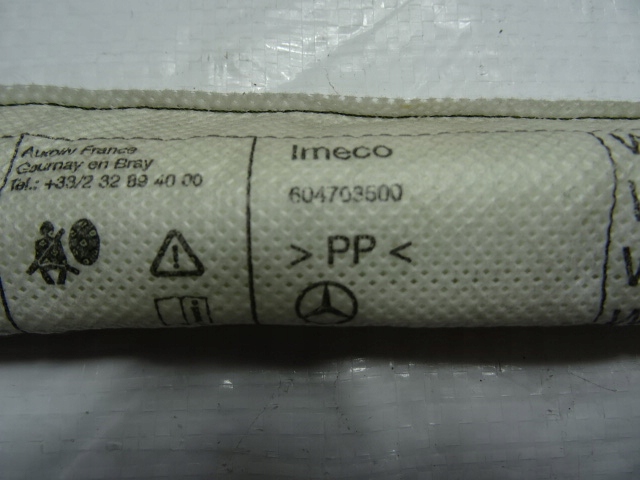 Autoliv France
Gournay en Bray
Tel.: +33/2 32 89 40 00
Imeco
604703500
> PP <